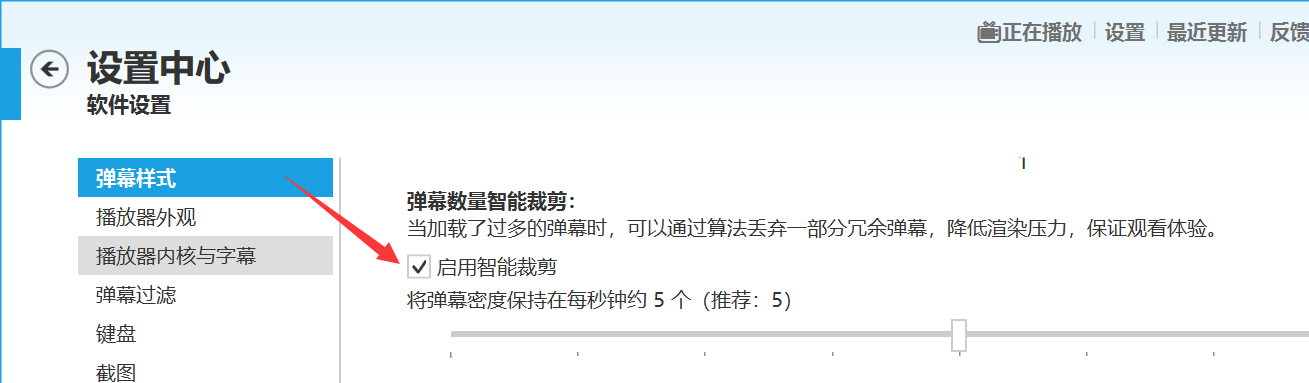 正在播放 设置 最近更新 反馈
设置中心
软件设置
弹幕样式
播放器外观
播放器内核与字幕
弹幕过滤
键盘
截图
弹幕数量智能裁剪：
当加载了过多的弹幕时，可以通过算法丢弃一部分冗余弹幕，降低渲染压力，保证观看体验。
启用智能裁剪
将弹幕密度保持在每秒钟约 5 个（推荐：5）